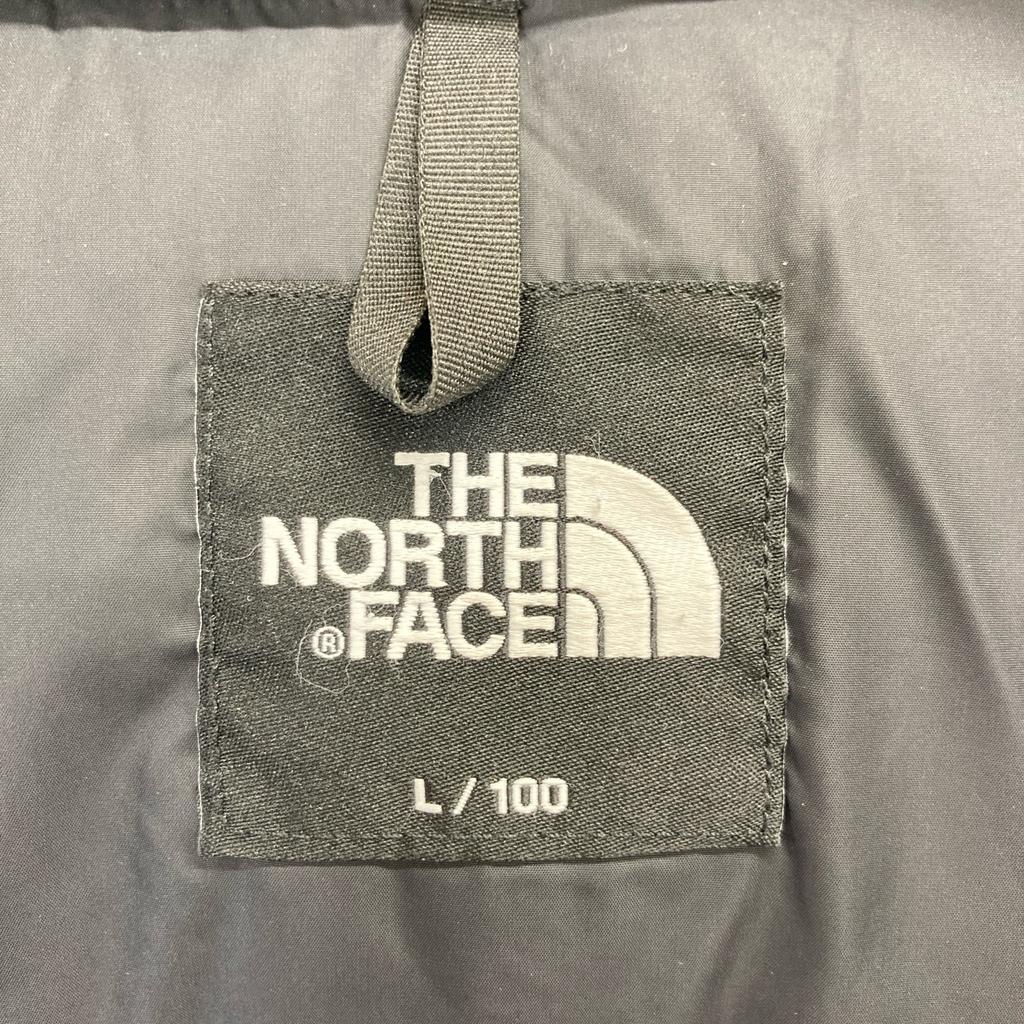 THE
NORTH
® FACE
L / 100